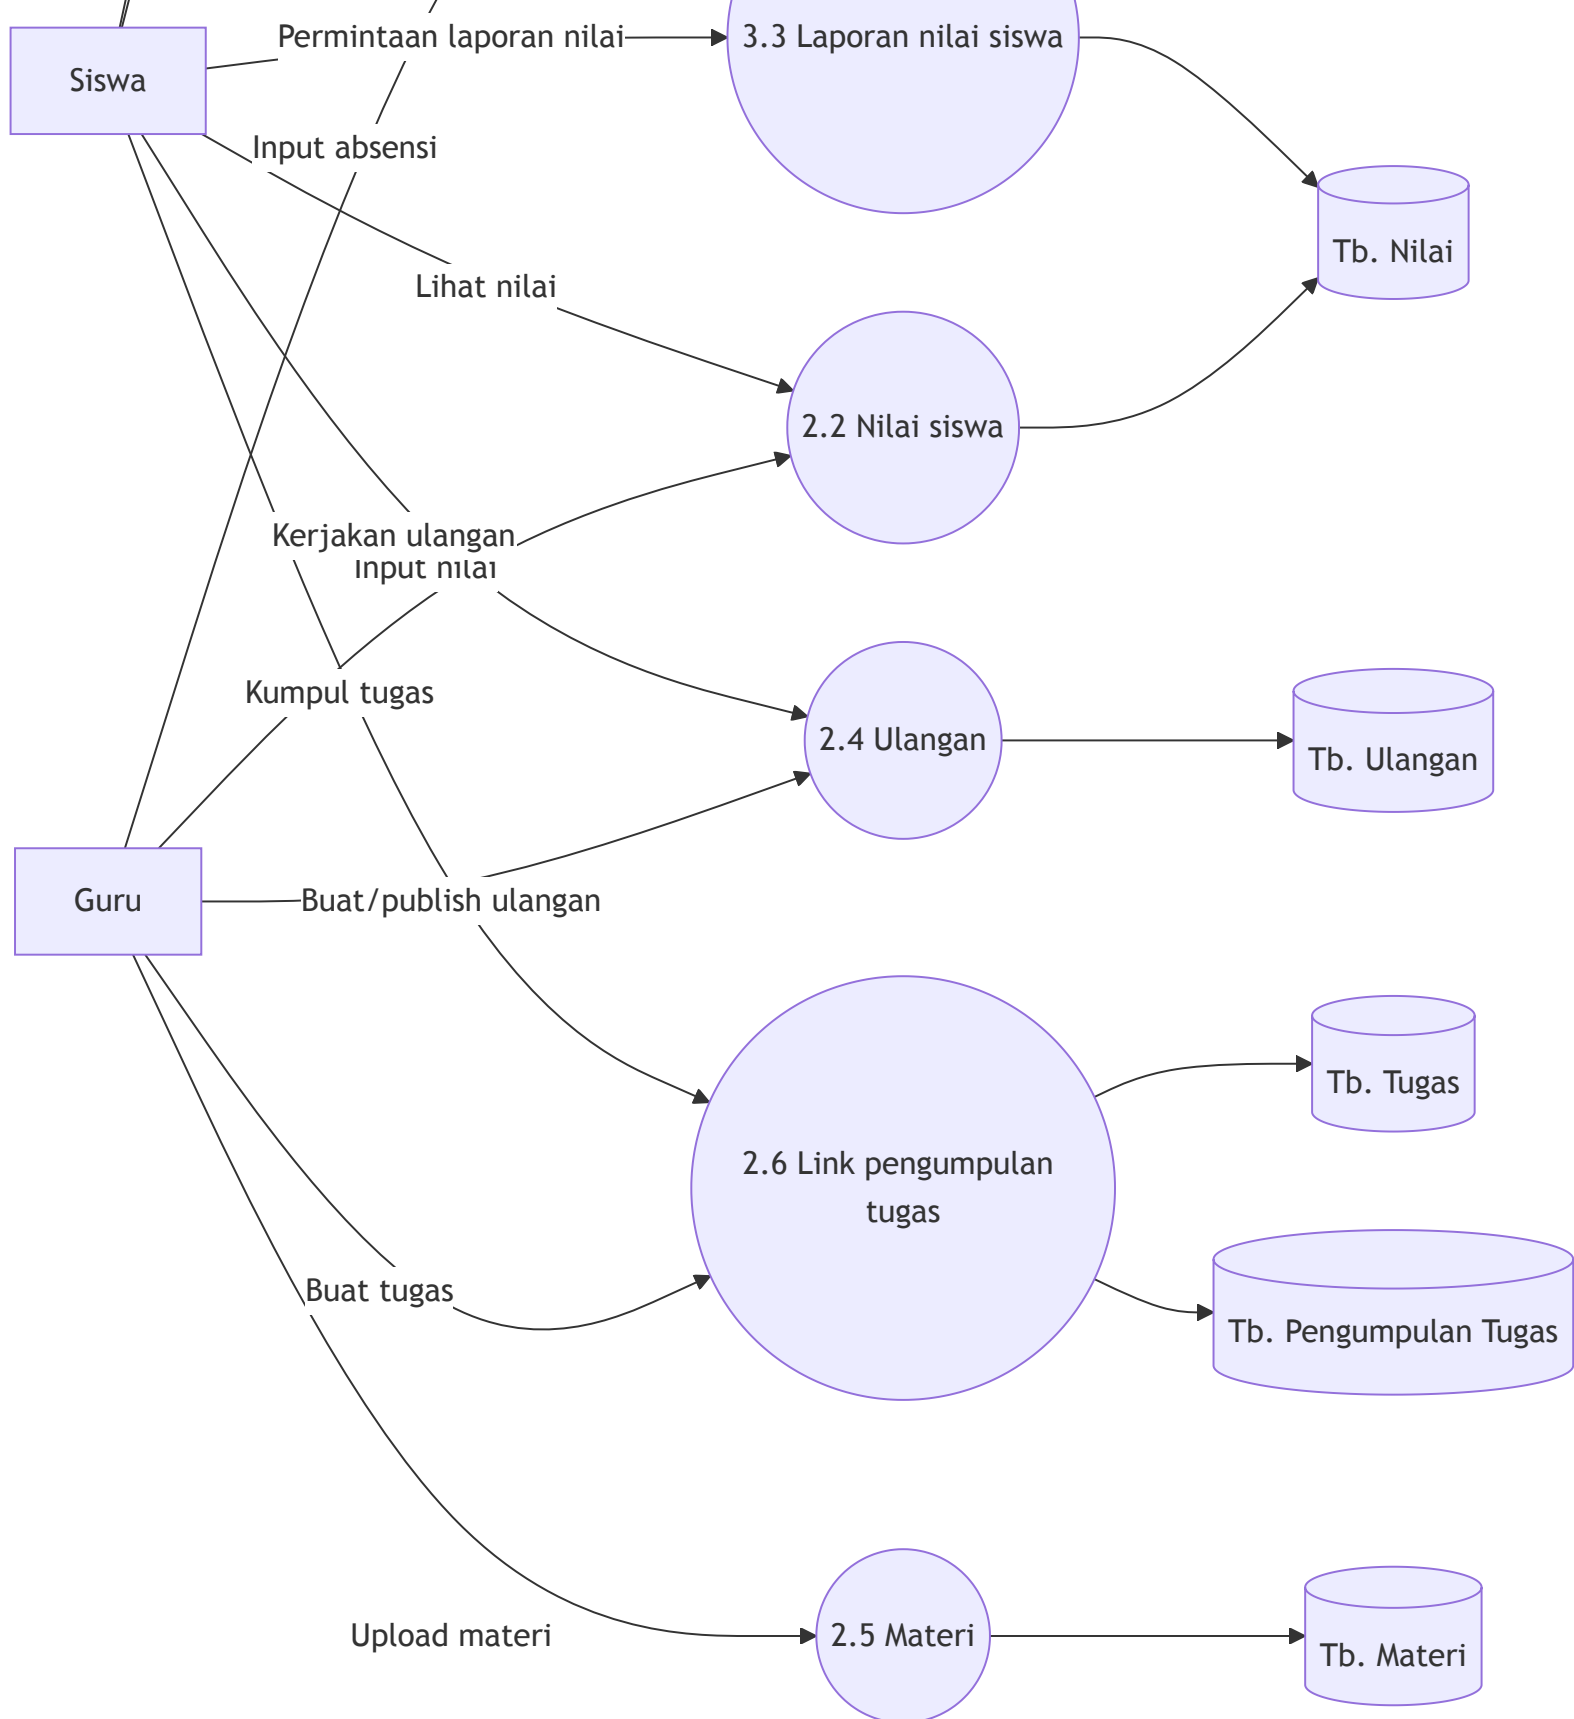 Permintaan laporan nilai
3.3 Laporan nilai siswa
Siswa
Input absensi
Tb. Nilai
Lihat nilai
2.2 Nilai siswa
Kerjakan ulangan
Input nilai
Kumpul tugas
2.4 Ulangan
Tb. Ulangan
Guru
Buat/publish ulangan
Tb. Tugas
2.6 Link pengumpulan
tugas
Buat tugas
Tb. Pengumpulan Tugas
Upload materi
2.5 Materi
Tb. Materi